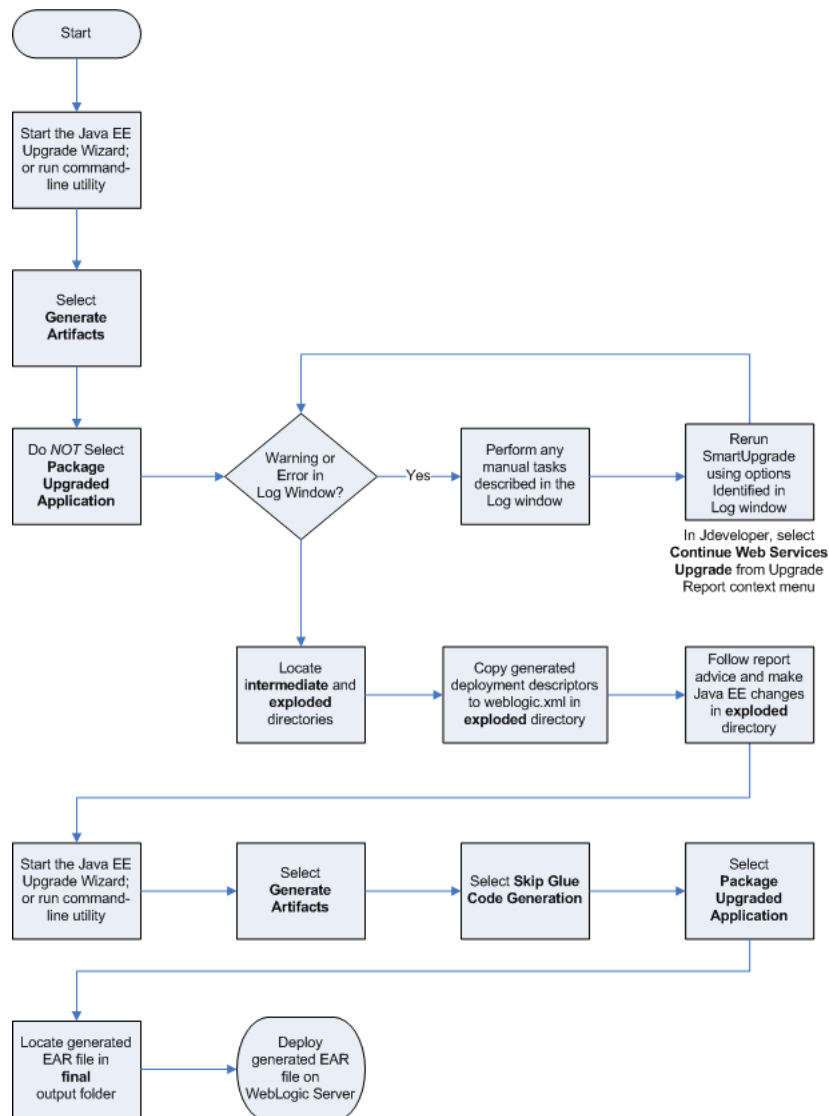 Start
Start the Java EE
Upgrade Wizard;
or run command-
line utility
Select
Generate
Artifacts
Do NOT Select
Package
Upgraded
Application
Warning or
Error in
Log Window?
Yes
Perform any
manual tasks
described in the
Log window
Rerun
SmartUpgrade
using options
Identified in
Log window
In Jdeveloper, select
Continue Web Services
Upgrade from Upgrade
Report context menu
Locate
intermediate and
exploded
directories
Copy generated
deployment descriptors
to weblogic.xml in
exploded directory
Follow report
advice and make
Java EE changes
in exploded
directory
Start the Java EE
Upgrade Wizard;
or run command-
line utility
Select
Generate
Artifacts
Select Skip Glue
Code Generation
Select
Package
Upgraded
Application
Locate generated
EAR file in
final
output folder
Deploy
generated EAR
file on
WebLogic Server